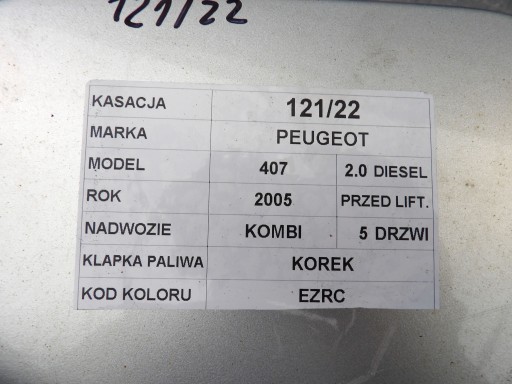 121/22
KASACJA 121/22
MARKA PEUGEOT
MODEL 407 2.0 DIESEL
ROK 2005 PRZED LIFT.
NADWOZIE KOMBI 5 DRZWI
KLAPKA PALIWA KOREK
KOD KOLORU EZRC